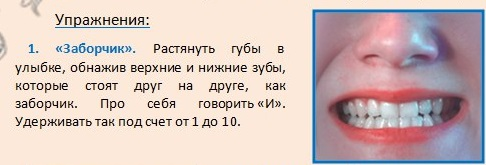 Упражнения:
1. «Заборчик». Растянуть губы в
улыбке, обнажив верхние и нижние зубы,
которые стоят друг на друге, как
заборчик. Про себя говорить «И».
Удерживать так под счет от 1 до 10.